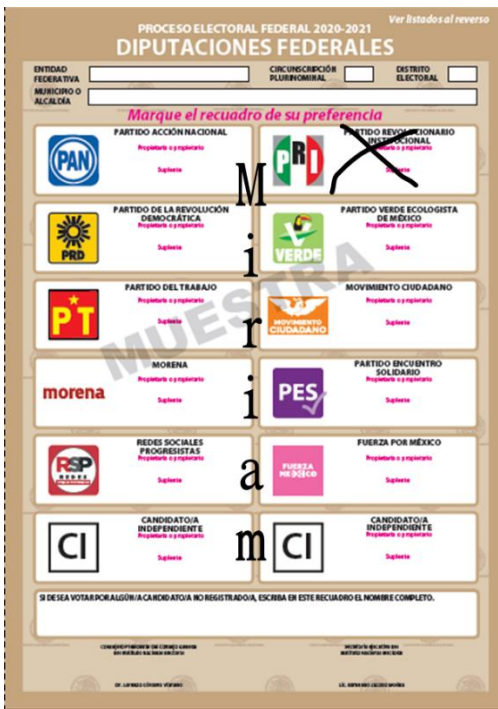 Ver listados al reverso
PROCESO ELECTORAL FEDERAL 2020-2021
DIPUTACIONES FEDERALES
ENTIDAD
FEDERATIVA
CIRCUNSCRIPCIÓN
PLURINOMINAL
DISTRITO
ELECTORAL
MUNICIPIO O
ALCALDÍA
Marque el recuadro de su preferencia
PAN
PARTIDO ACCIÓN NACIONAL
Propietaria o propietario
Suplente
PRI
PARTIDO REVOLUCIONARIO
INSTITUCIONAL
Propietaria o propietario
Suplente
PRD
PARTIDO DE LA REVOLUCIÓN
DEMOCRÁTICA
Propietaria o propietario
Suplente
VERDE
PARTIDO VERDE ECOLOGISTA
DE MÉXICO
Propietaria o propietario
Suplente
PT
PARTIDO DEL TRABAJO
Propietaria o propietario
Suplente
MOVIMIENTO
CIUDADANO
MOVIMIENTO CIUDADANO
Propietaria o propietario
Suplente
morena
MORENA
Propietaria o propietario
Suplente
PES
PARTIDO ENCUENTRO
SOLIDARIO
Propietaria o propietario
Suplente
RSP
REDES SOCIALES
PROGRESISTAS
Propietaria o propietario
Suplente
FUERZA
MÉXICO
FUERZA POR MÉXICO
Propietaria o propietario
Suplente
CI
CANDIDATO/A
INDEPENDIENTE
Propietaria o propietario
Suplente
CI
CANDIDATO/A
INDEPENDIENTE
Propietaria o propietario
Suplente
MUESTRA
M
i
r
i
a
m
SI DESEA VOTAR POR ALGÚN/A CANDIDATO/A NO REGISTRADO/A, ESCRIBA EN ESTE RECUADRO EL NOMBRE COMPLETO.